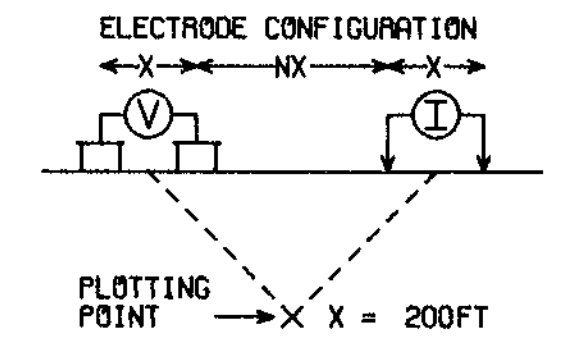 ELECTRODE CONFIGURATION
X NX X
V I
PLOTTING
POINT X = 200FT